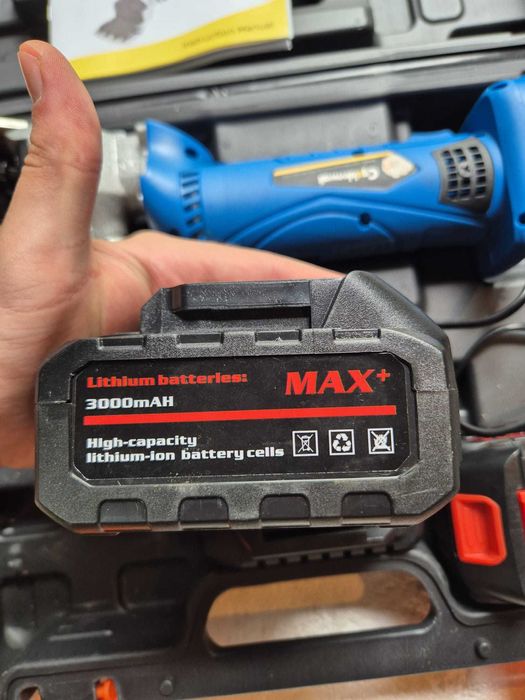 Lithium batteries:
MAX+
3000mAH
High-capacity
lithium-ion battery cells